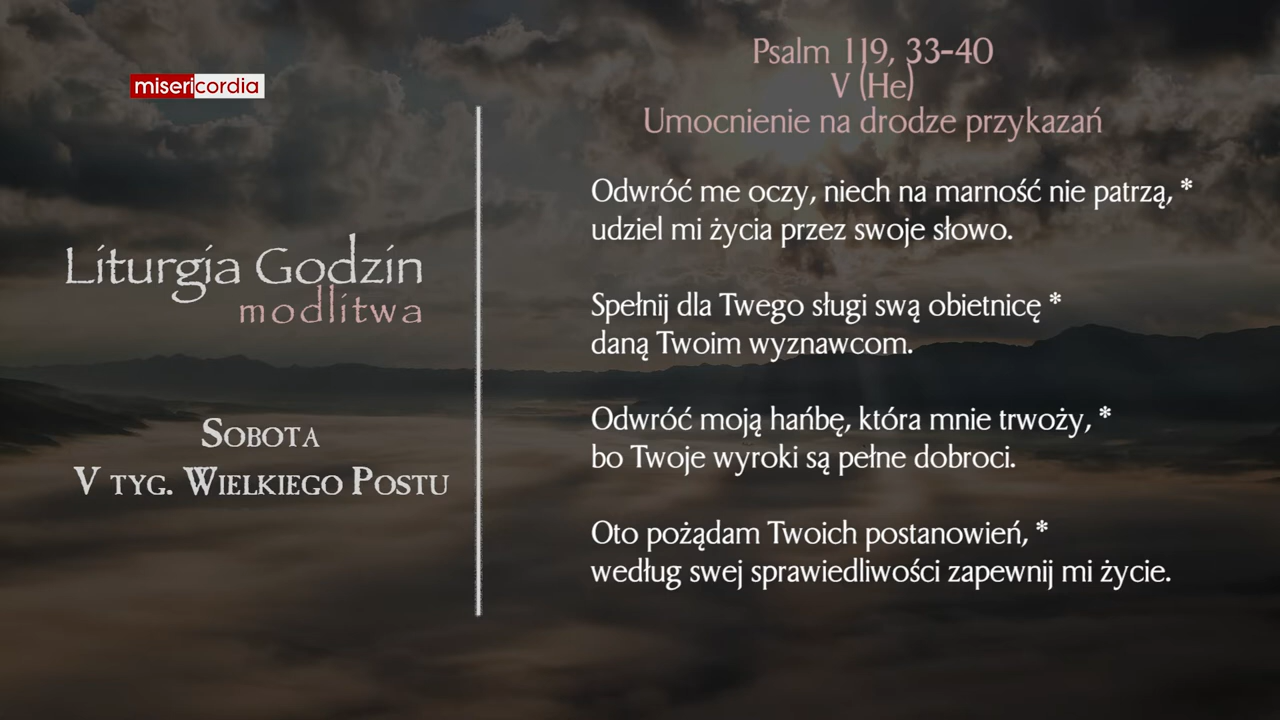 misericordia
Liturgia Godzin
modlitwa
Sobota
V tyg. Wielkiego Postu
Psalm 119, 33-40
V (He)
Umocnienie na drodze przykazań
Odwróć me oczy, niech na marność nie patrzą, *
udziel mi życia przez swoje słowo.
Spełnij dla Twego sługi swą obietnicę *
daną Twoim wyznawcom.
Odwróć moją hańbę, która mnie trwoży, *
bo Twoje wyroki są pełne dobroci.
Oto pożądam Twoich postanowień, *
według swej sprawiedliwości zapewnij mi życie.